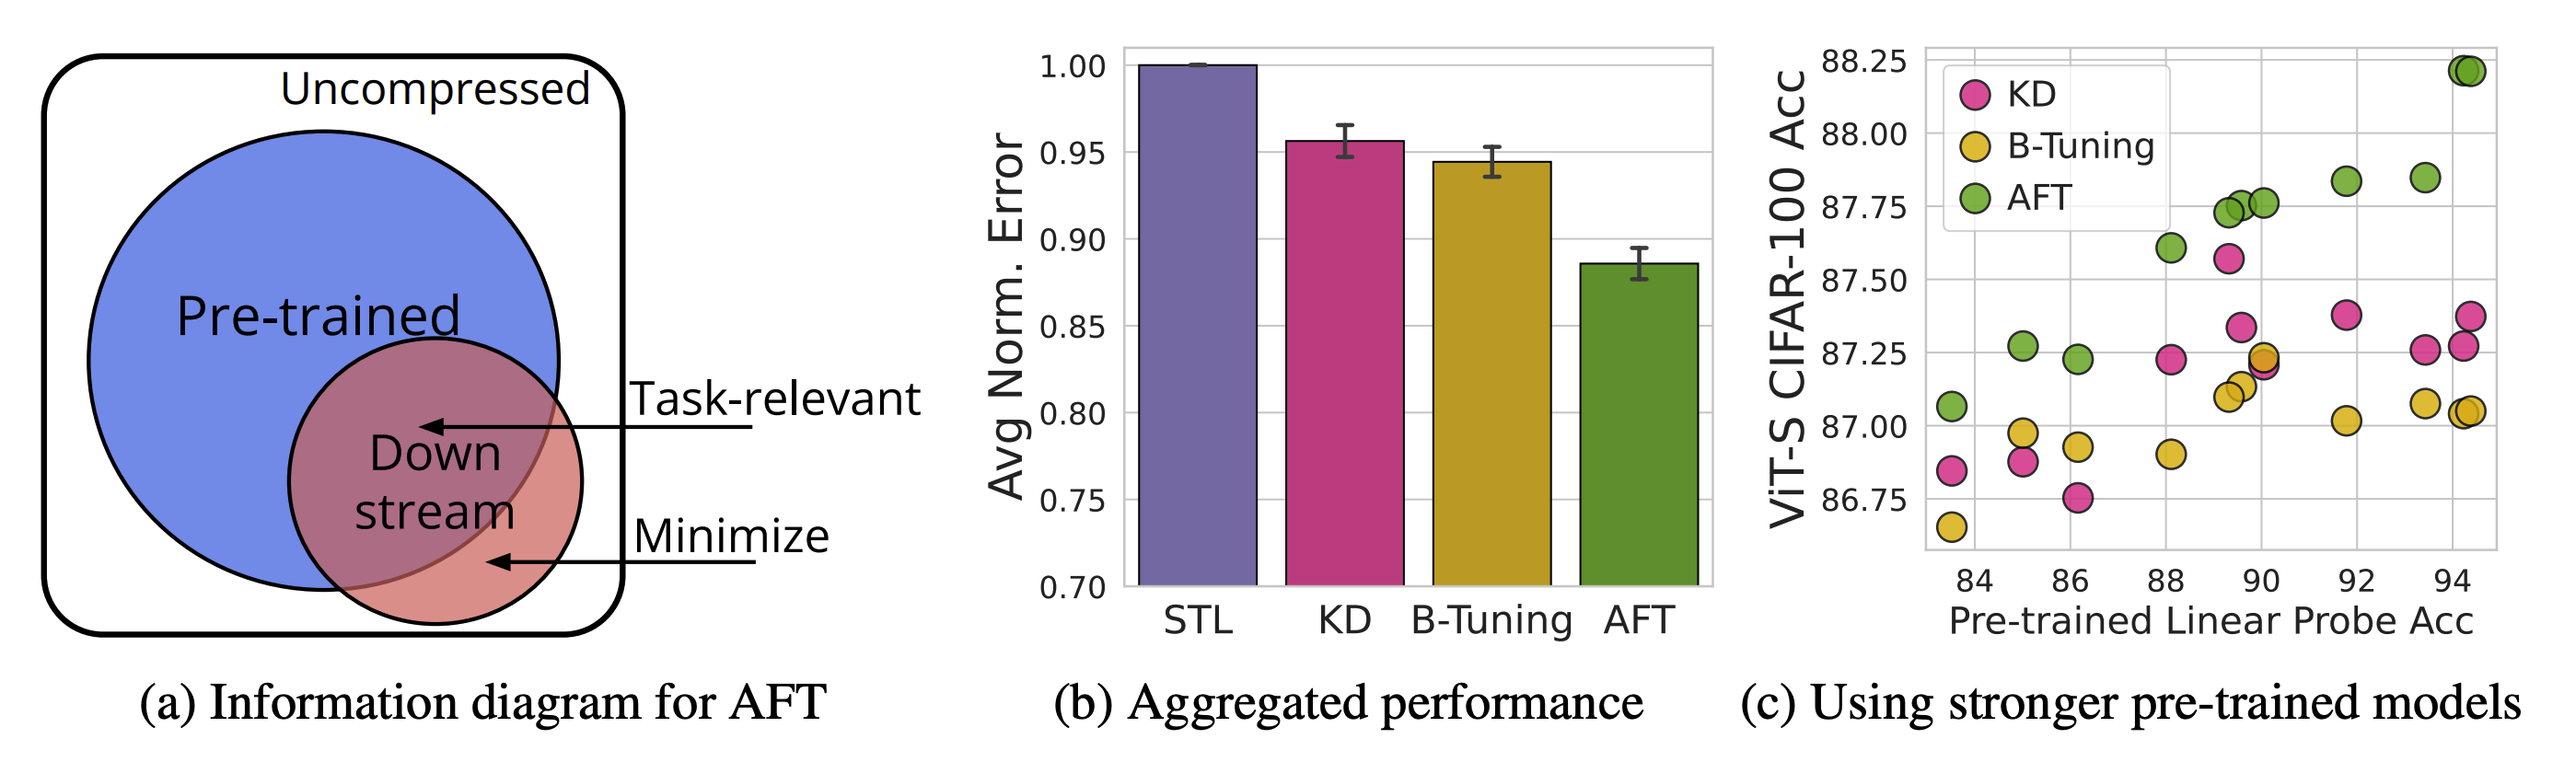 Uncompressed
Pre-trained
Task-relevant
Down
stream
Minimize
(a) Information diagram for AFT
Avg Norm. Error
1.00
0.95
0.90
0.85
0.80
0.75
0.70
STL KD B-Tuning AFT
(b) Aggregated performance
ViT-S CIFAR-100 Acc
88.25
88.00
87.75
87.50
87.25
87.00
86.75
KD
B-Tuning
AFT
84 86 88 90 92 94
Pre-trained Linear Probe Acc
(c) Using stronger pre-trained models